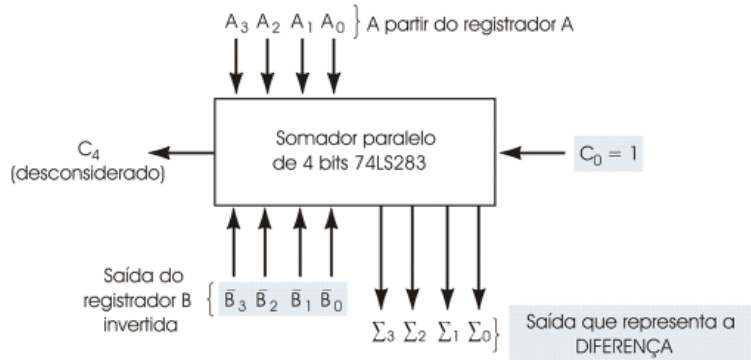 A₃ A₂ A₁ A₀ } A partir do registrador A
Somador paralelo
de 4 bits 74LS283
C₄
(desconsiderado)
C₀ = 1
Saída do
registrador B
invertida
{ B̅₃ B̅₂ B̅₁ B̅₀
Σ₃ Σ₂ Σ₁ Σ₀ }
Saída que representa a
DIFERENÇA